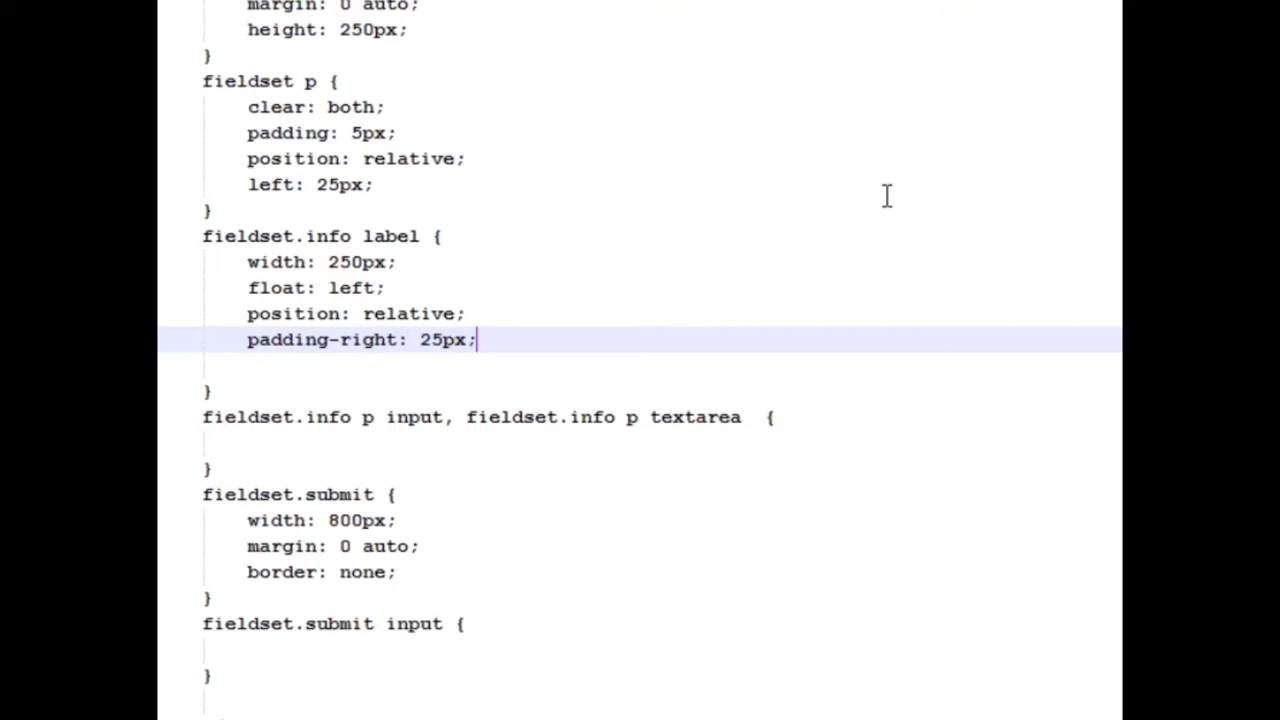 margin: 0 auto;
height: 250px;
}
fieldset p {
clear: both;
padding: 5px;
position: relative;
left: 25px;
}
fieldset.info label {
width: 250px;
float: left;
position: relative;
padding-right: 25px;
}
fieldset.info p input, fieldset.info p textarea  {
}
fieldset.submit {
width: 800px;
margin: 0 auto;
border: none;
}
fieldset.submit input {
}